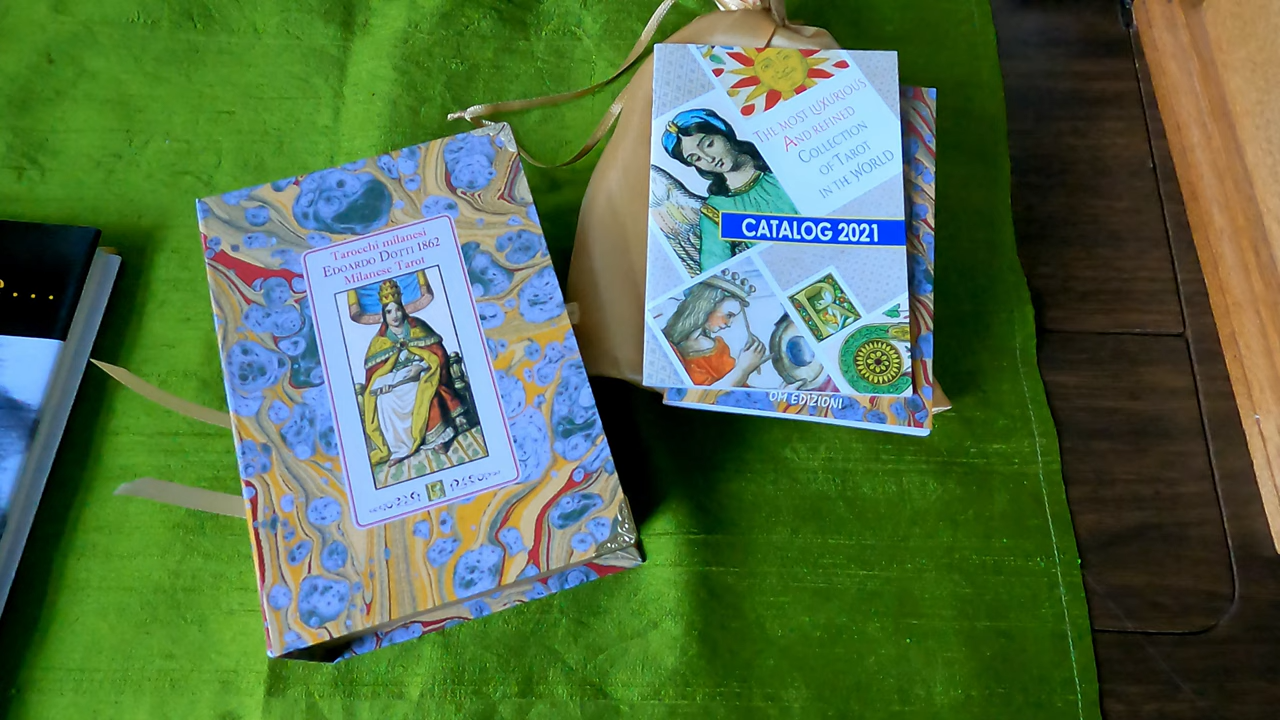 Tarocchi milanesi
EDOARDO DOTTI 1862
Milanese Tarot
THE MOST LUXURIOUS
AND REFINED
COLLECTION
OF TAROT
IN THE WORLD
CATALOG 2021
OM EDIZIONI
...